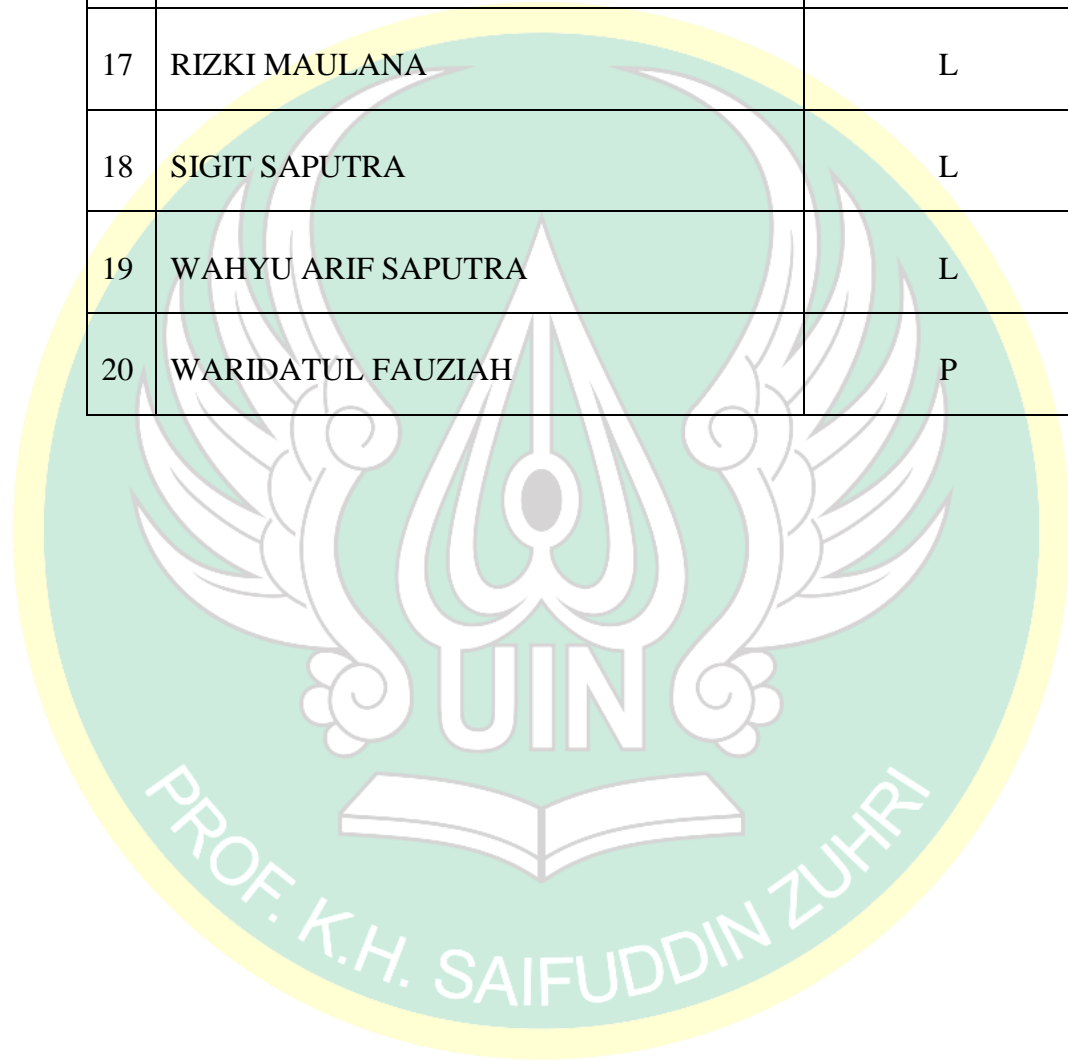 17 RIZKI MAULANA L
18 SIGIT SAPUTRA L
19 WAHYU ARIF SAPUTRA L
20 WARIDATUL FAUZIAH P
UIN
PROF. K.H. SAIFUDDIN ZUHRI